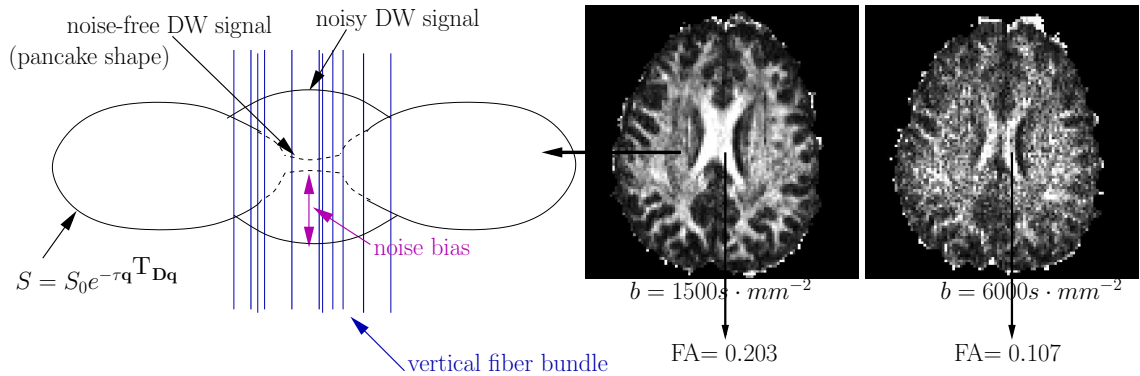 noise-free DW signal
(pancake shape)
noisy DW signal
noise bias
S = S₀e^{−τ𝐪^T𝐃𝐪}
vertical fiber bundle
b = 1500s · mm⁻²
b = 6000s · mm⁻²
FA= 0.203
FA= 0.107